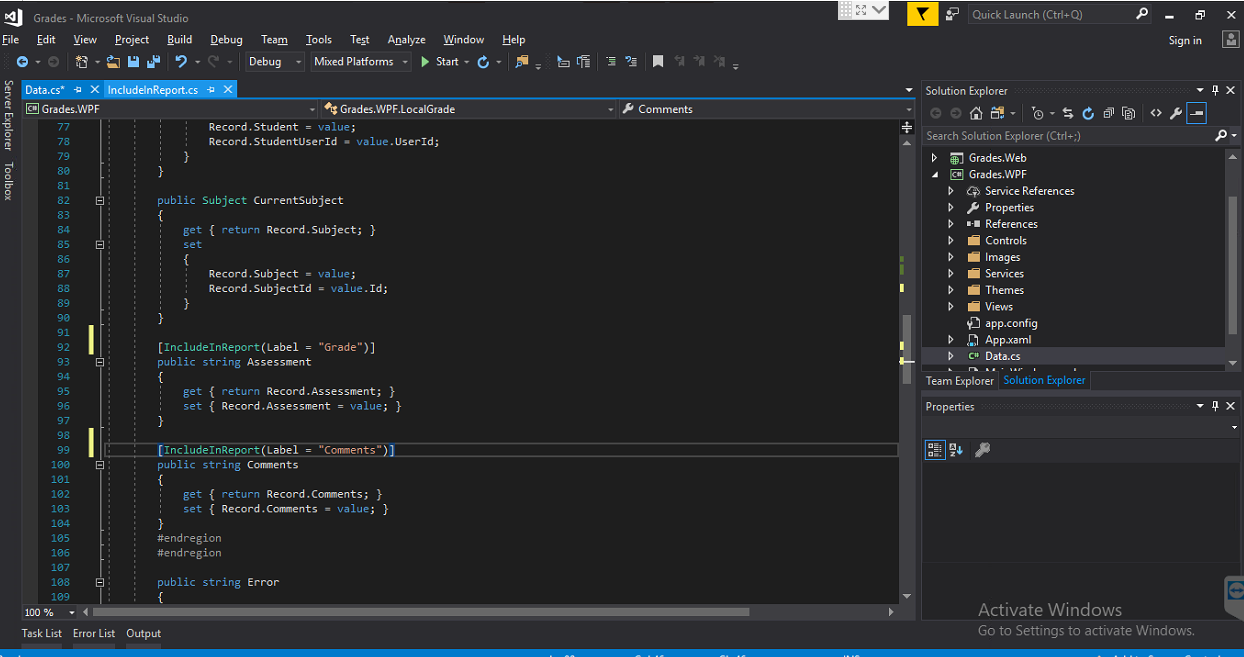 Grades - Microsoft Visual Studio
Quick Launch (Ctrl+Q)
File Edit View Project Build Debug Team Tools Test Analyze Window Help
Sign in
Debug Mixed Platforms Start
Server Explorer
Toolbox
Data.cs* IncludeInReport.cs
Grades.WPF Grades.WPF.LocalGrade Comments
77 Record.Student = value;
78 Record.StudentUserId = value.UserId;
79 }
80 }
81
82 public Subject CurrentSubject
83 {
84 get { return Record.Subject; }
85 set
86 {
87 Record.Subject = value;
88 Record.SubjectId = value.Id;
89 }
90 }
91
92 [IncludeInReport(Label = "Grade")]
93 public string Assessment
94 {
95 get { return Record.Assessment; }
96 set { Record.Assessment = value; }
97 }
98
99 [IncludeInReport(Label = "Comments")]
100 public string Comments
101 {
102 get { return Record.Comments; }
103 set { Record.Comments = value; }
104 }
105 #endregion
106 #endregion
107
108 public string Error
109 {
100 %
Task List Error List Output
Solution Explorer
Search Solution Explorer (Ctrl+;)
Grades.Web
Grades.WPF
Service References
Properties
References
Controls
Images
Services
Themes
Views
app.config
App.xaml
Data.cs
Team Explorer Solution Explorer
Properties
Activate Windows
Go to Settings to activate Windows.